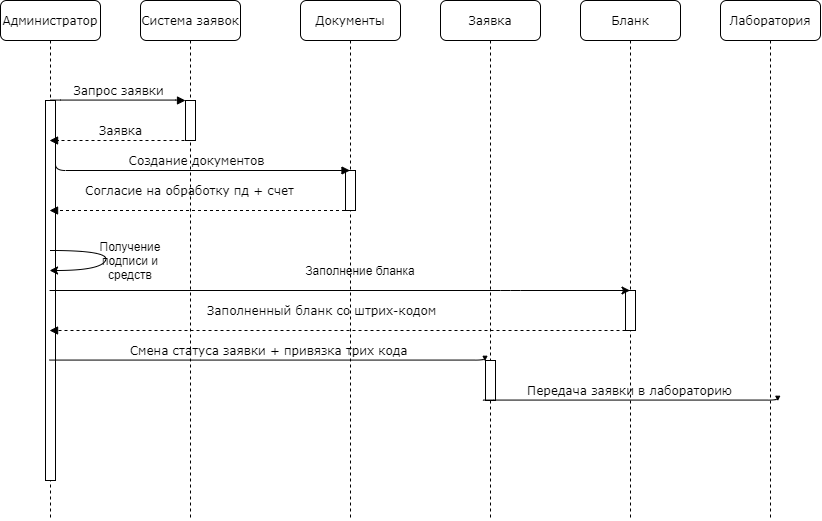 Администратор
Система заявок
Документы
Заявка
Бланк
Лаборатория
Запрос заявки
Заявка
Создание документов
Согласие на обработку пд + счет
Получение
подписи и
средств
Заполнение бланка
Заполненный бланк со штрих-кодом
Смена статуса заявки + привязка трих кода
Передача заявки в лабораторию